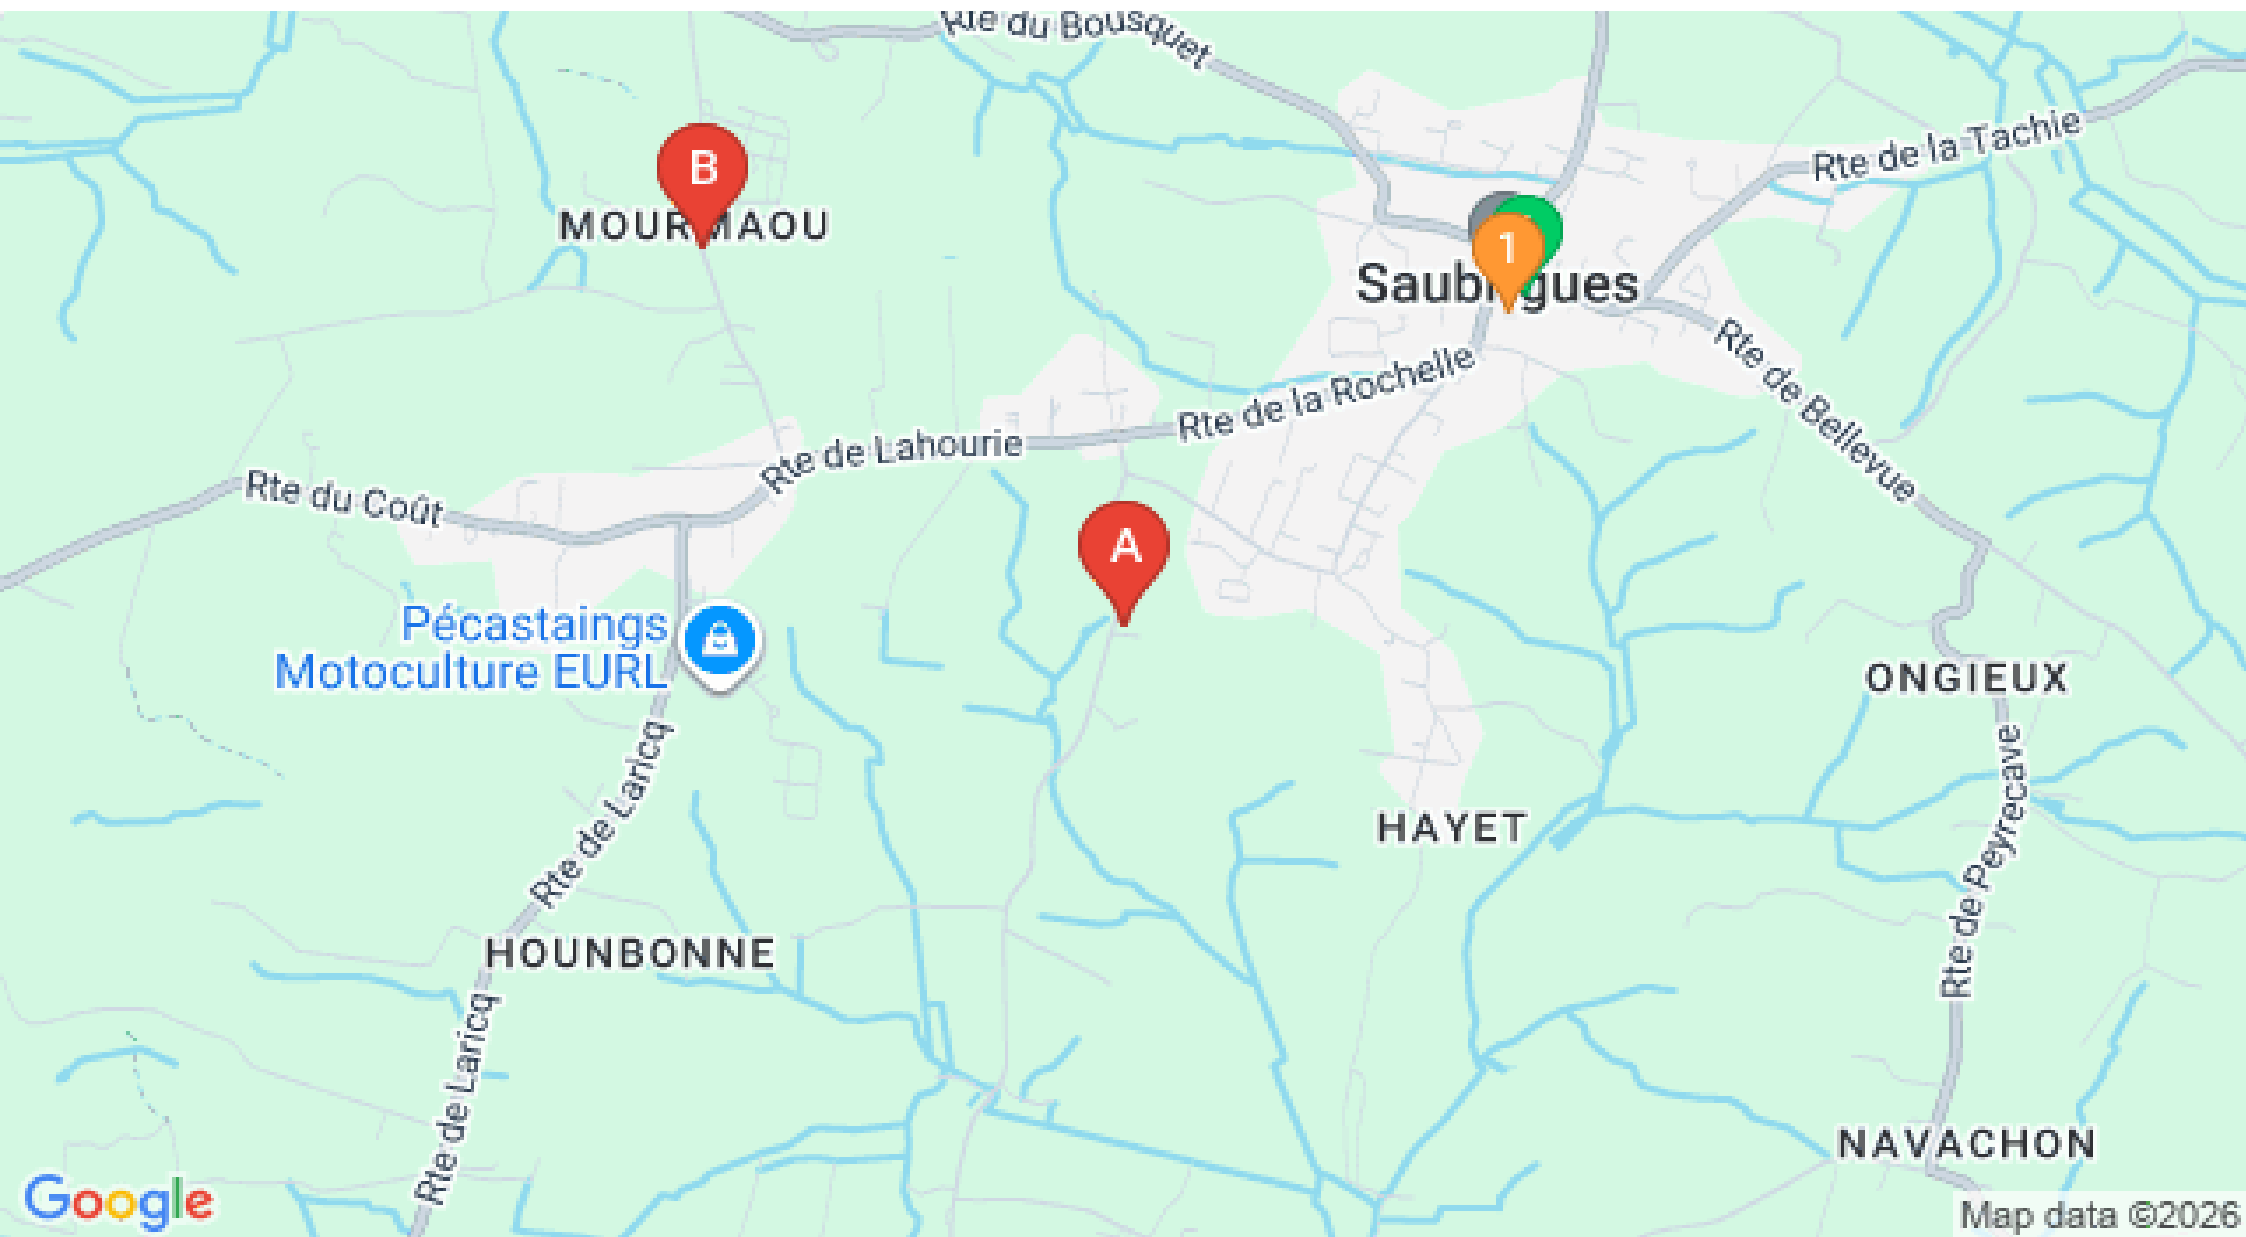 Rte du Bousquet
Rte de la Tachie
B
MOURMAOU
1
Saubrigues
Rte de Bellevue
Rte de la Rochelle
Rte de Lahourie
Rte du Coût
A
Pécastaings
Motoculture EURL
ONGIEUX
Rte de Laricq
Rte de Peyrecave
HAYET
HOUNBONNE
Rte de Laricq
NAVACHON
Google
Map data ©2026